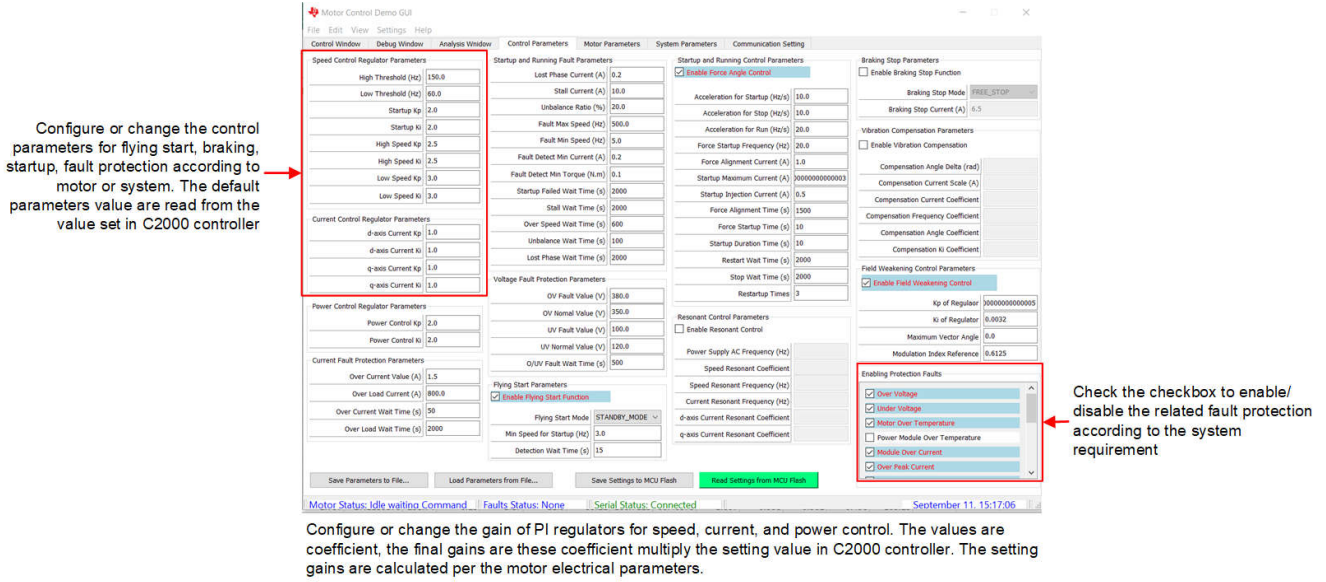 Motor Control Demo GUI
File Edit View Settings Help
Control Window Debug Window Analysis Wnidow Control Parameters Motor Parameters System Parameters Communication Setting
Speed Control Regulator Parameters
High Threshold (Hz) 150.0
Low Threshold (Hz) 60.0
Startup Kp 2.0
Startup Ki 2.0
High Speed Kp 2.5
High Speed Ki 2.5
Low Speed Kp 3.0
Low Speed Ki 3.0
Current Control Regulator Parameters
d-axis Current Kp 1.0
d-axis Current Ki 1.0
q-axis Current Kp 1.0
q-axis Current Ki 1.0
Power Control Regulator Parameters
Power Control Kp 2.0
Power Control Ki 2.0
Current Fault Protection Parameters
Over Current Value (A) 1.5
Over Load Current (A) 800.0
Over Current Wait Time (s) 50
Over Load Wait Time (s) 2000
Startup and Running Fault Parameters
Lost Phase Current (A) 0.2
Stall Current (A) 10.0
Unbalance Ratio (%) 20.0
Fault Max Speed (Hz) 500.0
Fault Min Speed (Hz) 5.0
Fault Detect Min Current (A) 0.2
Fault Detect Min Torque (N.m) 0.1
Startup Failed Wait Time (s) 2000
Stall Wait Time (s) 2000
Over Speed Wait Time (s) 600
Unbalance Wait Time (s) 100
Lost Phase Wait Time (s) 2000
Voltage Fault Protection Parameters
OV Fault Value (V) 380.0
OV Nomal Value (V) 350.0
UV Fault Value (V) 100.0
UV Normal Value (V) 120.0
O/UV Fault Wait Time (s) 500
Flying Start Parameters
Enable Flying Start Function
Flying Start Mode STANDBY_MODE
Min Speed for Startup (Hz) 3.0
Detection Wait Time (s) 15
Startup and Running Control Parameters
Enable Force Angle Control
Acceleration for Startup (Hz/s) 10.0
Acceleration for Stop (Hz/s) 10.0
Acceleration for Run (Hz/s) 20.0
Force Startup Frequency (Hz) 20.0
Force Alignment Current (A) 1.0
Startup Maximum Current (A) 00000000000003
Startup Injection Current (A) 0.5
Force Alignment Time (s) 1500
Force Startup Time (s) 10
Startup Duration Time (s) 10
Restart Wait Time (s) 2000
Stop Wait Time (s) 2000
Restartup Times 3
Resonant Control Parameters
Enable Resonant Control
Power Supply AC Frequency (Hz)
Speed Resonant Coefficient
Speed Resonant Frequency (Hz)
Current Resonant Frequency (Hz)
d-axis Current Resonant Coefficient
q-axis Current Resonant Coefficient
Braking Stop Parameters
Enable Braking Stop Function
Braking Stop Mode FREE_STOP
Braking Stop Current (A) 6.5
Vibration Compensation Parameters
Enable Vibration Compensation
Compensation Angle Delta (rad)
Compensation Current Scale (A)
Compensation Current Coefficient
Compensation Frequency Coefficient
Compensation Angle Coefficient
Compensation Ki Coefficient
Field Weakening Control Parameters
Enable Field Weakening Control
Kp of Regulaor 00000000000005
Ki of Regulator 0.0032
Maximum Vector Angle 0.0
Modulation Index Reference 0.6125
Enabling Protection Faults
Over Voltage
Under Voltage
Motor Over Temperature
Power Module Over Temperature
Module Over Current
Over Peak Current
Save Parameters to File... Load Parameters from File... Save Settings to MCU Flash Read Settings from MCU Flash
Motor Status: Idle waiting Command Faults Status: None Serial Status: Connected September 11, 15:17:06
Configure or change the control
parameters for flying start, braking,
startup, fault protection according to
motor or system. The default
parameters value are read from the
value set in C2000 controller
Check the checkbox to enable/
disable the related fault protection
according to the system
requirement
Configure or change the gain of PI regulators for speed, current, and power control. The values are
coefficient, the final gains are these coefficient multiply the setting value in C2000 controller. The setting
gains are calculated per the motor electrical parameters.